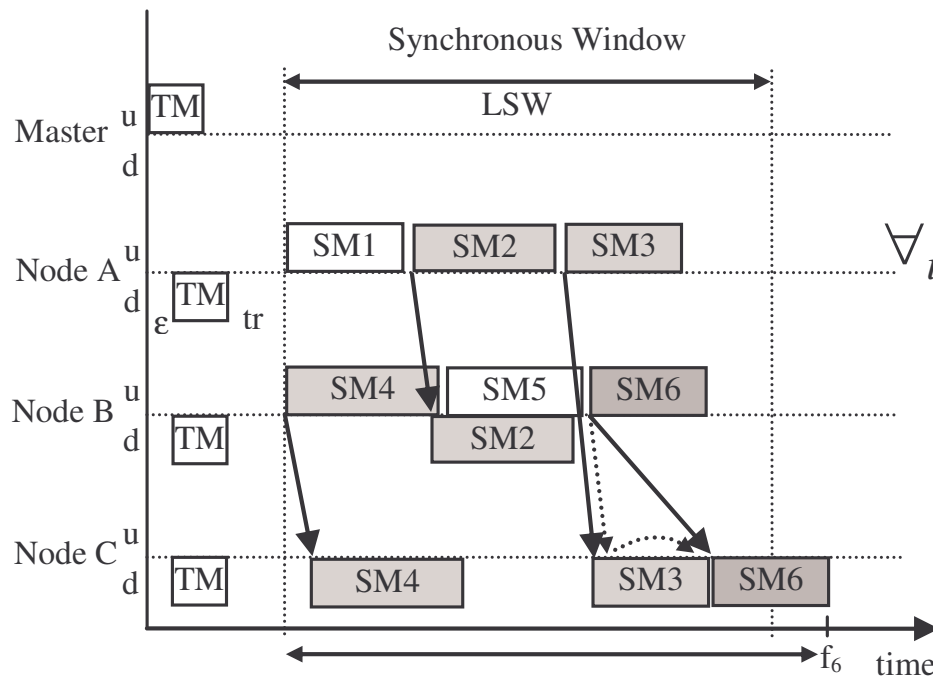 Synchronous Window
LSW
Master u TM
d
Node A u SM1 SM2 SM3
d ε TM tr
∀
Node B u SM4 SM5 SM6
d TM SM2
Node C u
d TM SM4 SM3 SM6
f6 time